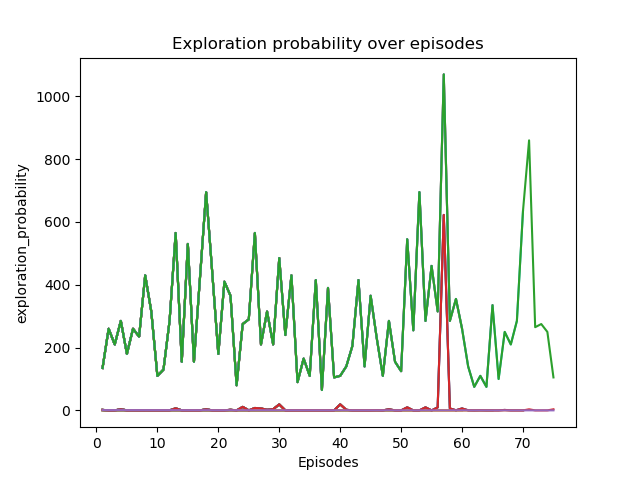 Exploration probability over episodes
1000
800
600
400
200
0
exploration_probability
0 10 20 30 40 50 60 70
Episodes